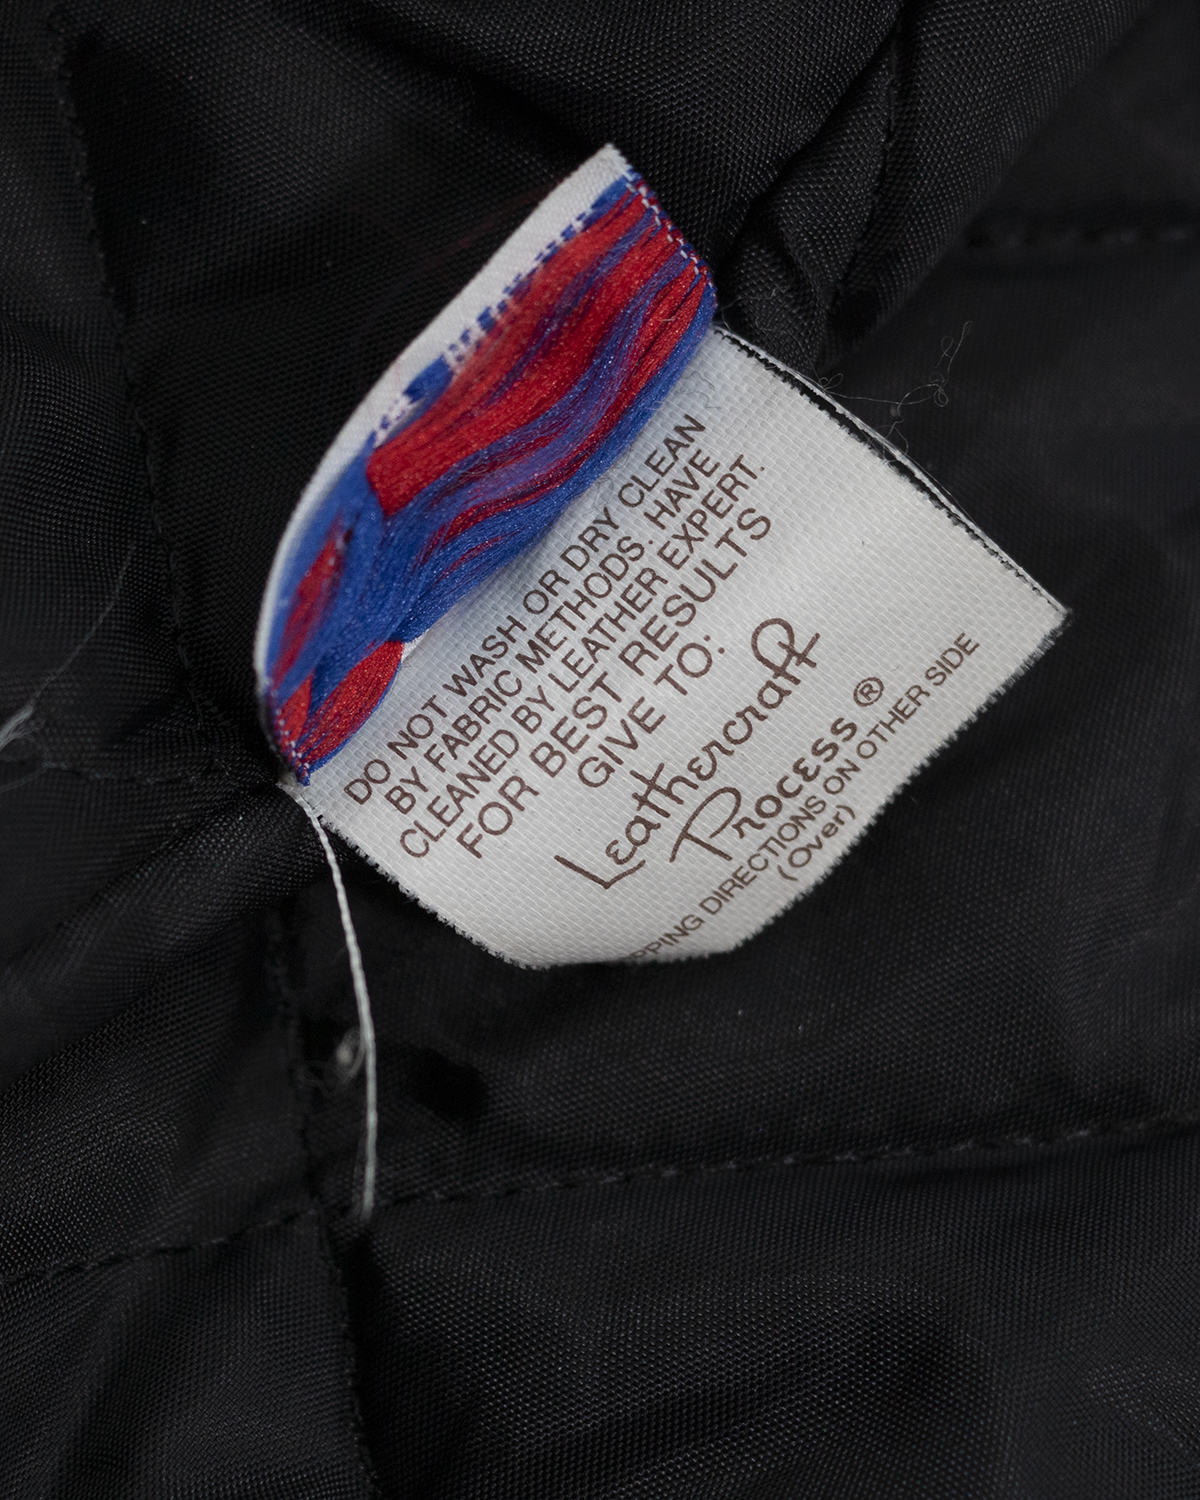 DO NOT WASH OR DRY CLEAN
BY FABRIC METHODS. HAVE
CLEANED BY LEATHER EXPERT.
FOR BEST RESULTS
GIVE TO:
Leathercraft
Process ®
DIRECTIONS ON OTHER SIDE
(Over)